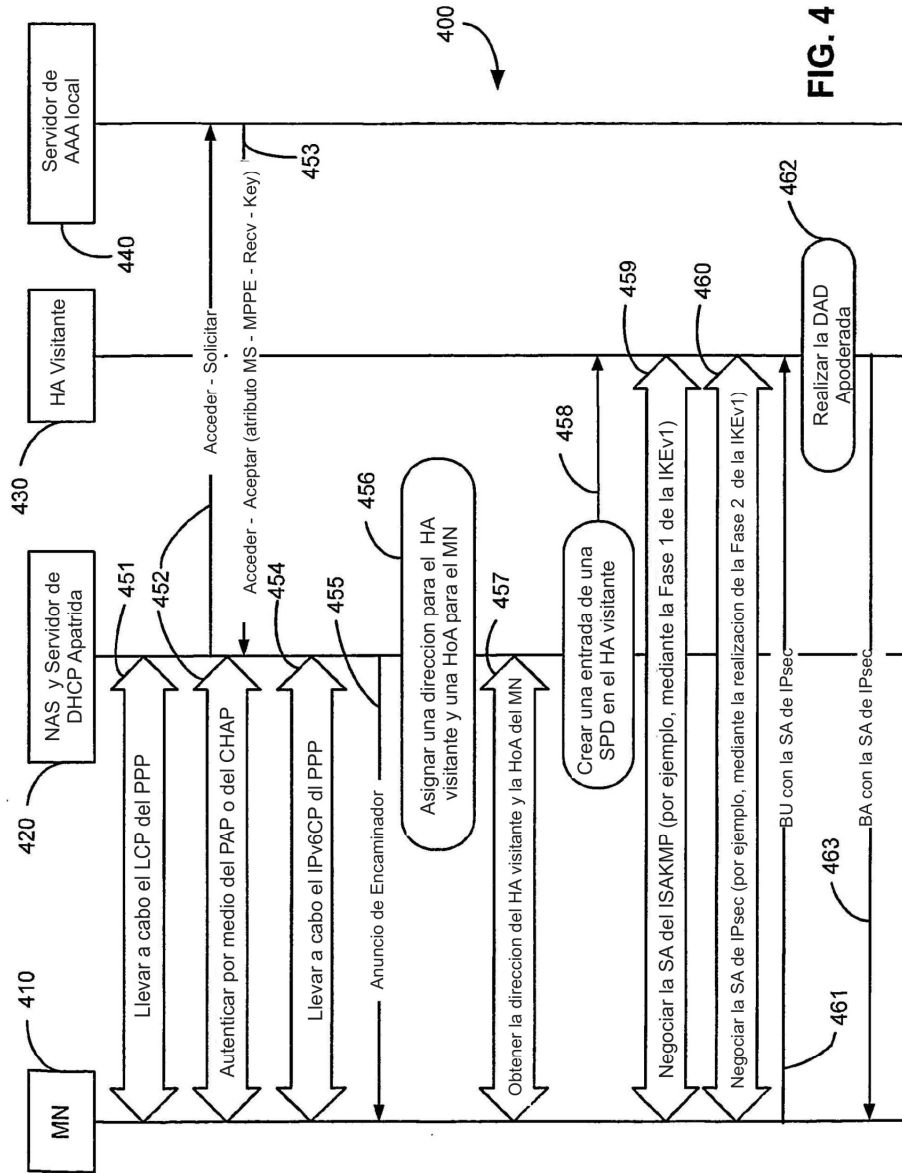 MN
410
NAS y Servidor de
DHCP Apatrida
420
HA Visitante
430
Servidor de
AAA local
440
400
Llevar a cabo el LCP del PPP
451
Autenticar por medio del PAP o del CHAP
452
Acceder - Solicitar
Acceder - Aceptar (atributo MS - MPPE - Recv - Key)
453
Llevar a cabo el IPv6CP dl PPP
454
Anuncio de Encaminador
455
Asignar una direccion para el HA
visitante y una HoA para el MN
456
Obtener la direccion del HA visitante y la HoA del MN
457
Crear una entrada de una
SPD en el HA visitante
458
Negociar la SA del ISAKMP (por ejemplo, mediante la Fase 1 de la IKEv1)
459
Negociar la SA de IPsec (por ejemplo, mediante la realizacion de la Fase 2 de la IKEv1)
460
BU con la SA de IPsec
461
Realizar la DAD
Apoderada
462
BA con la SA de IPsec
463
FIG. 4